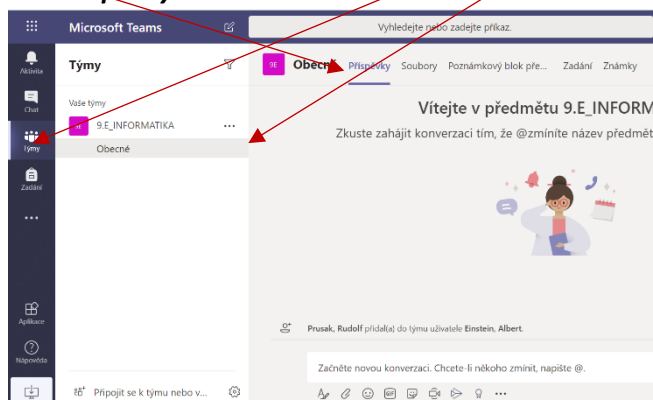 Microsoft Teams
Vyhledejte nebo zadejte příkaz.
Aktivita
Chat
Týmy
Zadání
Aplikace
Nápověda
Týmy
Vaše týmy
9.E_INFORMATIKA
Obecné
Připojit se k týmu nebo v...
9E Obecné Příspěvky Soubory Poznámkový blok pře... Zadání Známky
Vítejte v předmětu 9.E_INFORM
Zkuste zahájit konverzaci tím, že @zmíníte název předmět
Prusak, Rudolf přidal(a) do týmu uživatele Einstein, Albert.
Začněte novou konverzaci. Chcete-li někoho zmínit, napište @.
GIF